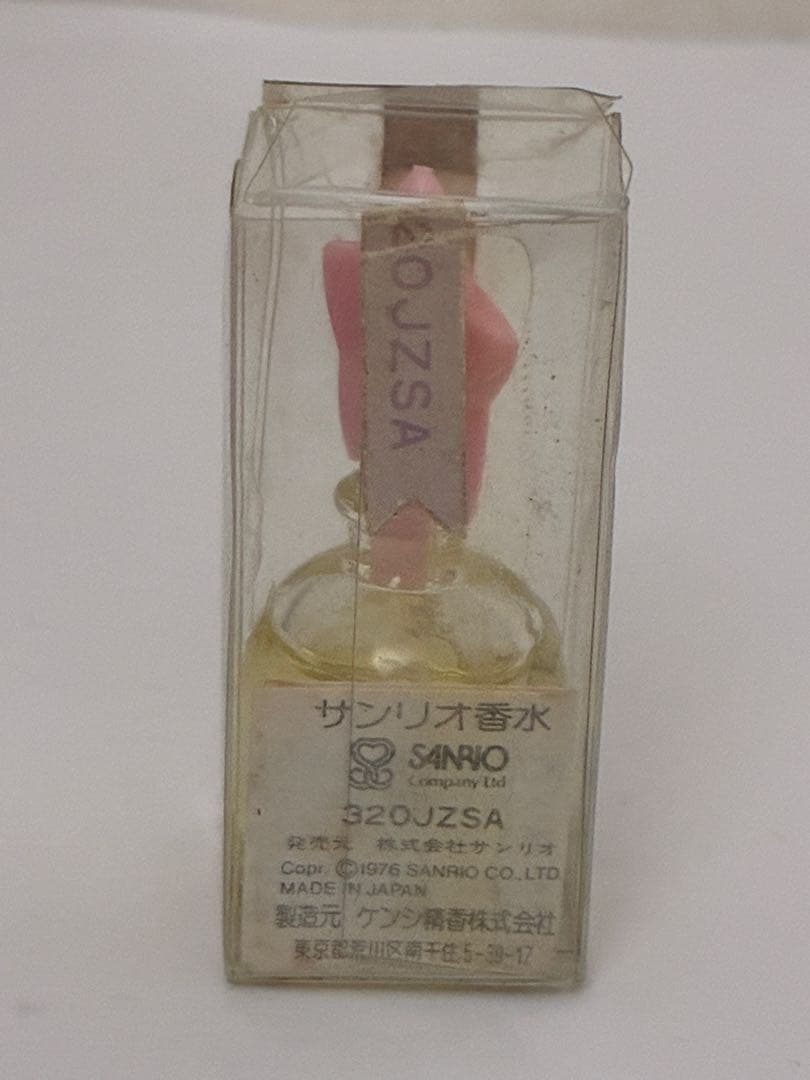 20JZSA
サンリオ香水
SANRIO
Company Ltd
320JZSA
発売元 株式会社サンリオ
Copr. ©1976 SANRIO CO., LTD.
MADE IN JAPAN
製造元 ケンシ精香株式会社
東京都荒川区南千住5-39-17